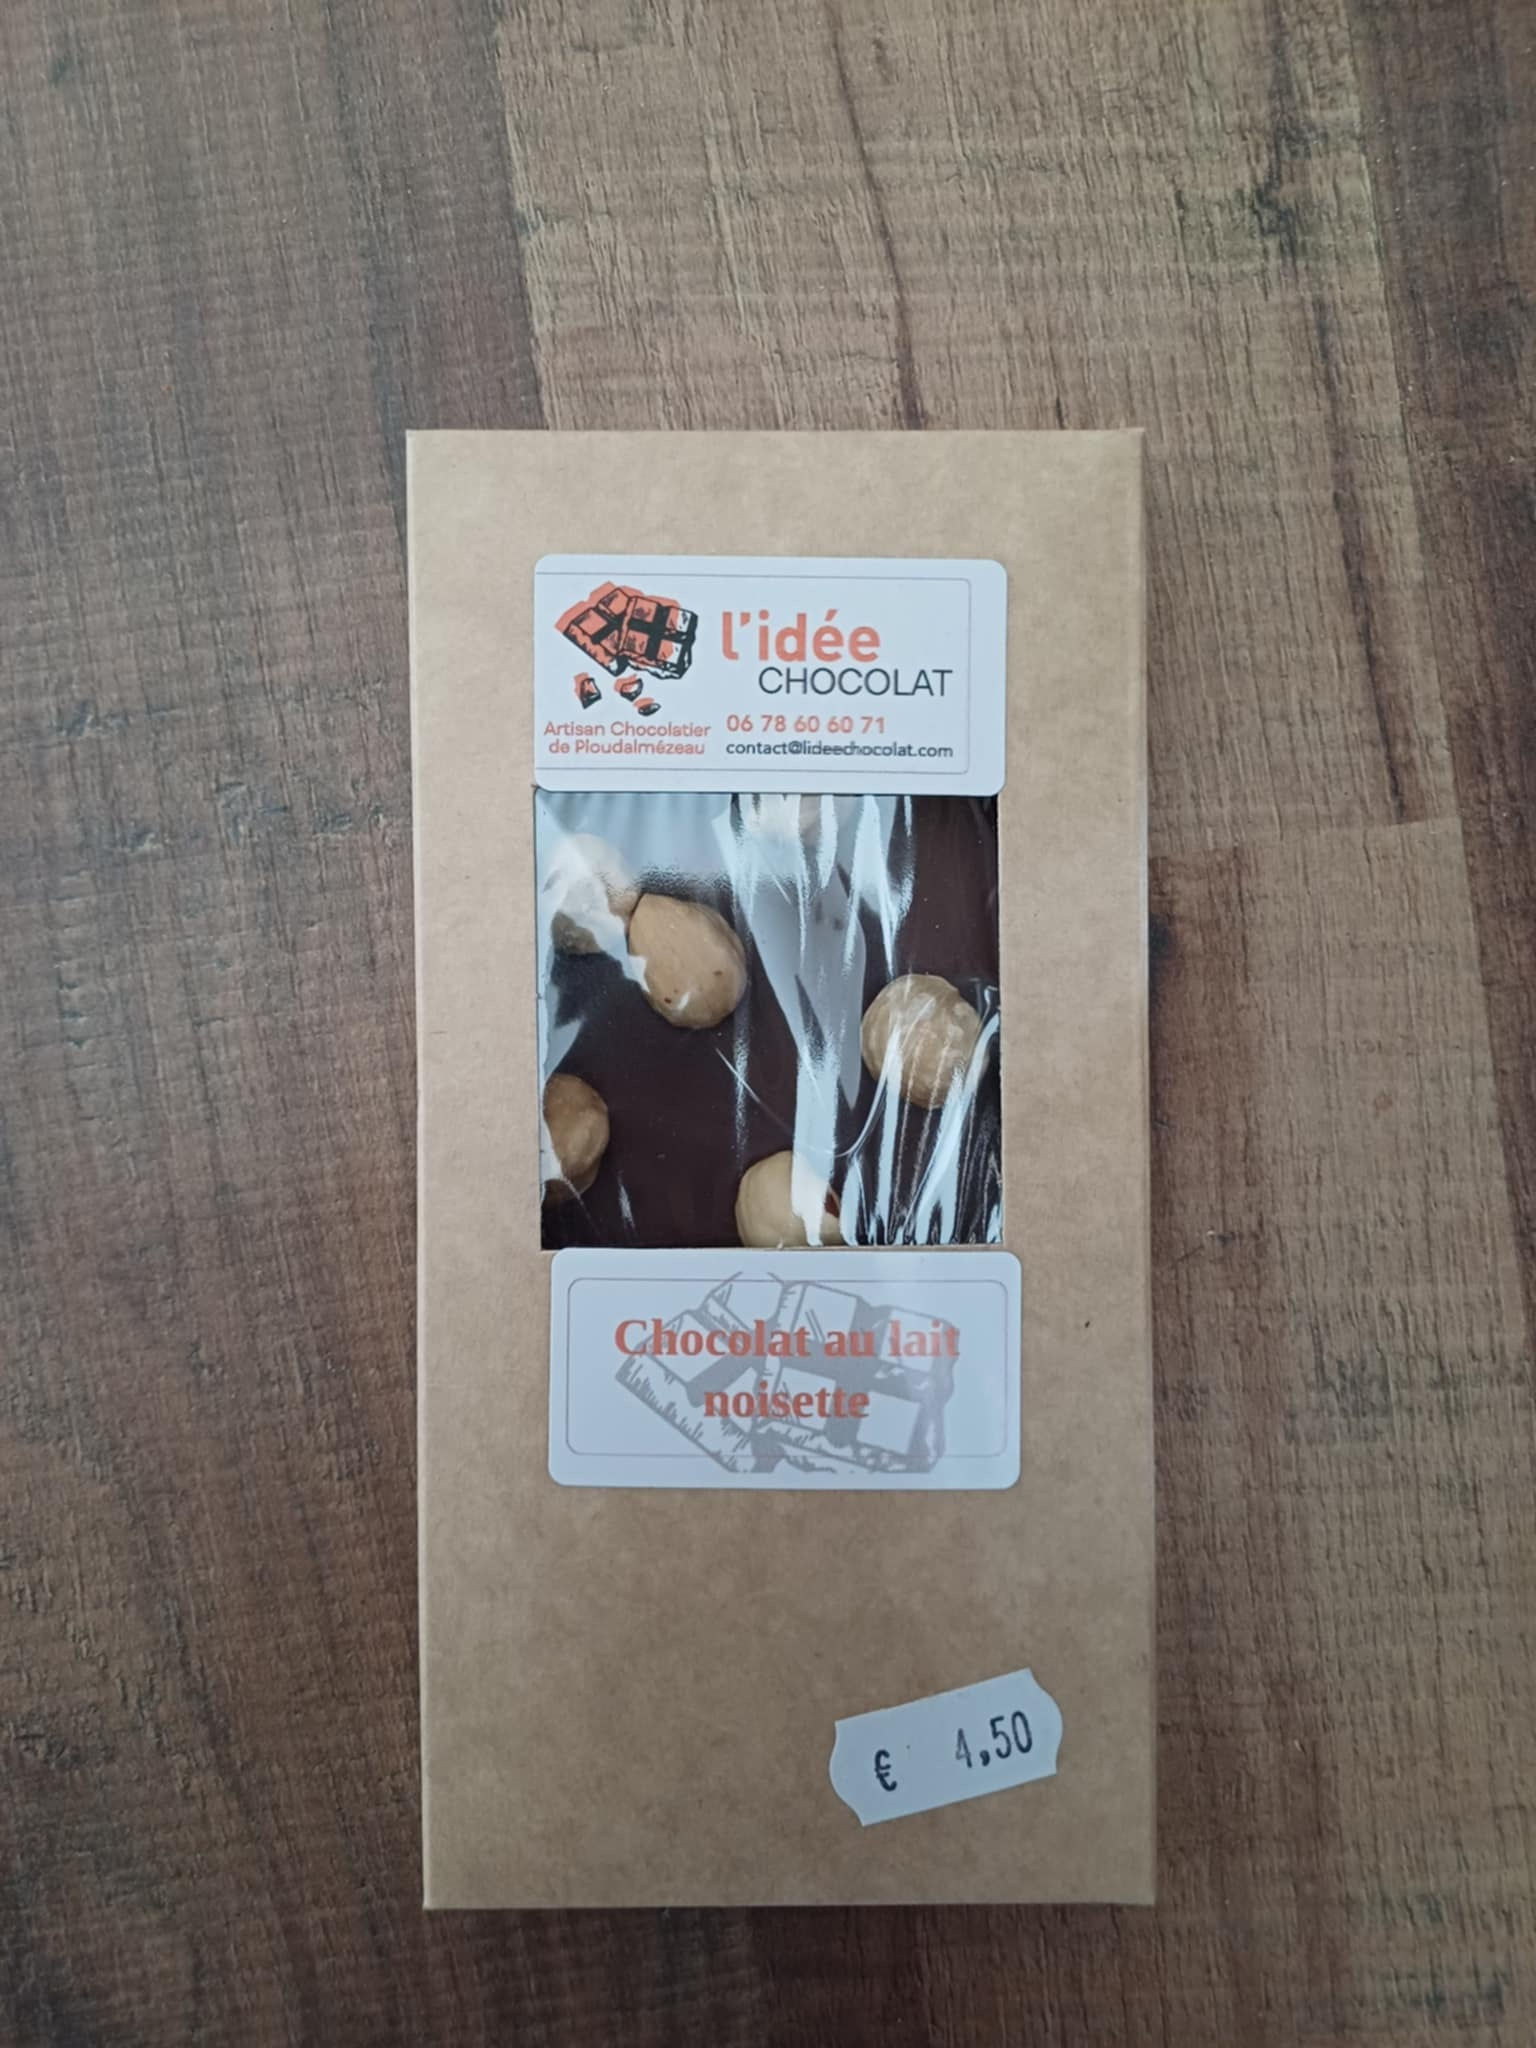 l'idée
CHOCOLAT
Artisan Chocolatier
de Ploudalmézeau
06 78 60 60 71
contact@lideechocolat.com
Chocolat au lait
noisette
€ 4,50